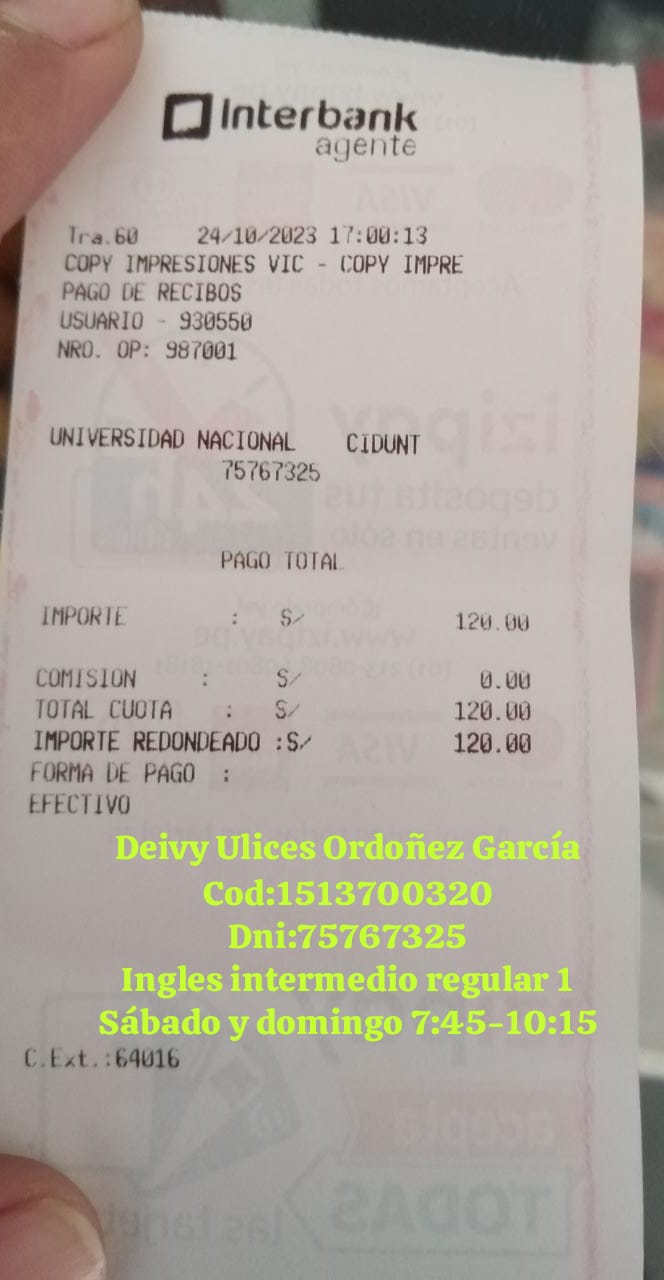 Interbank
agente
Tra.60 24/10/2023 17:00:13
COPY IMPRESIONES VIC - COPY IMPRE
PAGO DE RECIBOS
USUARIO - 930550
NRO. OP: 987001
UNIVERSIDAD NACIONAL CIDUNT
75767325
PAGO TOTAL
IMPORTE : S/ 120.00
COMISION : S/ 0.00
TOTAL CUOTA : S/ 120.00
IMPORTE REDONDEADO :S/ 120.00
FORMA DE PAGO :
EFECTIVO
Deivy Ulices Ordoñez García
Cod:1513700320
Dni:75767325
Ingles intermedio regular 1
Sábado y domingo 7:45-10:15
C.Ext.:64016